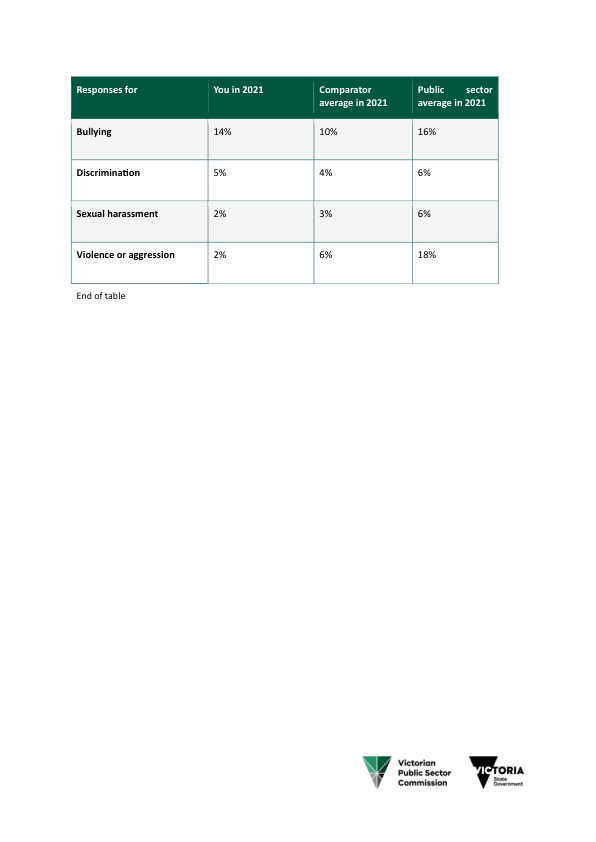 Responses for You in 2021 Comparator average in 2021 Public sector average in 2021
Bullying 14% 10% 16%
Discrimination 5% 4% 6%
Sexual harassment 2% 3% 6%
Violence or aggression 2% 6% 18%
End of table
Victorian
Public Sector
Commission
VICTORIA
State
Government